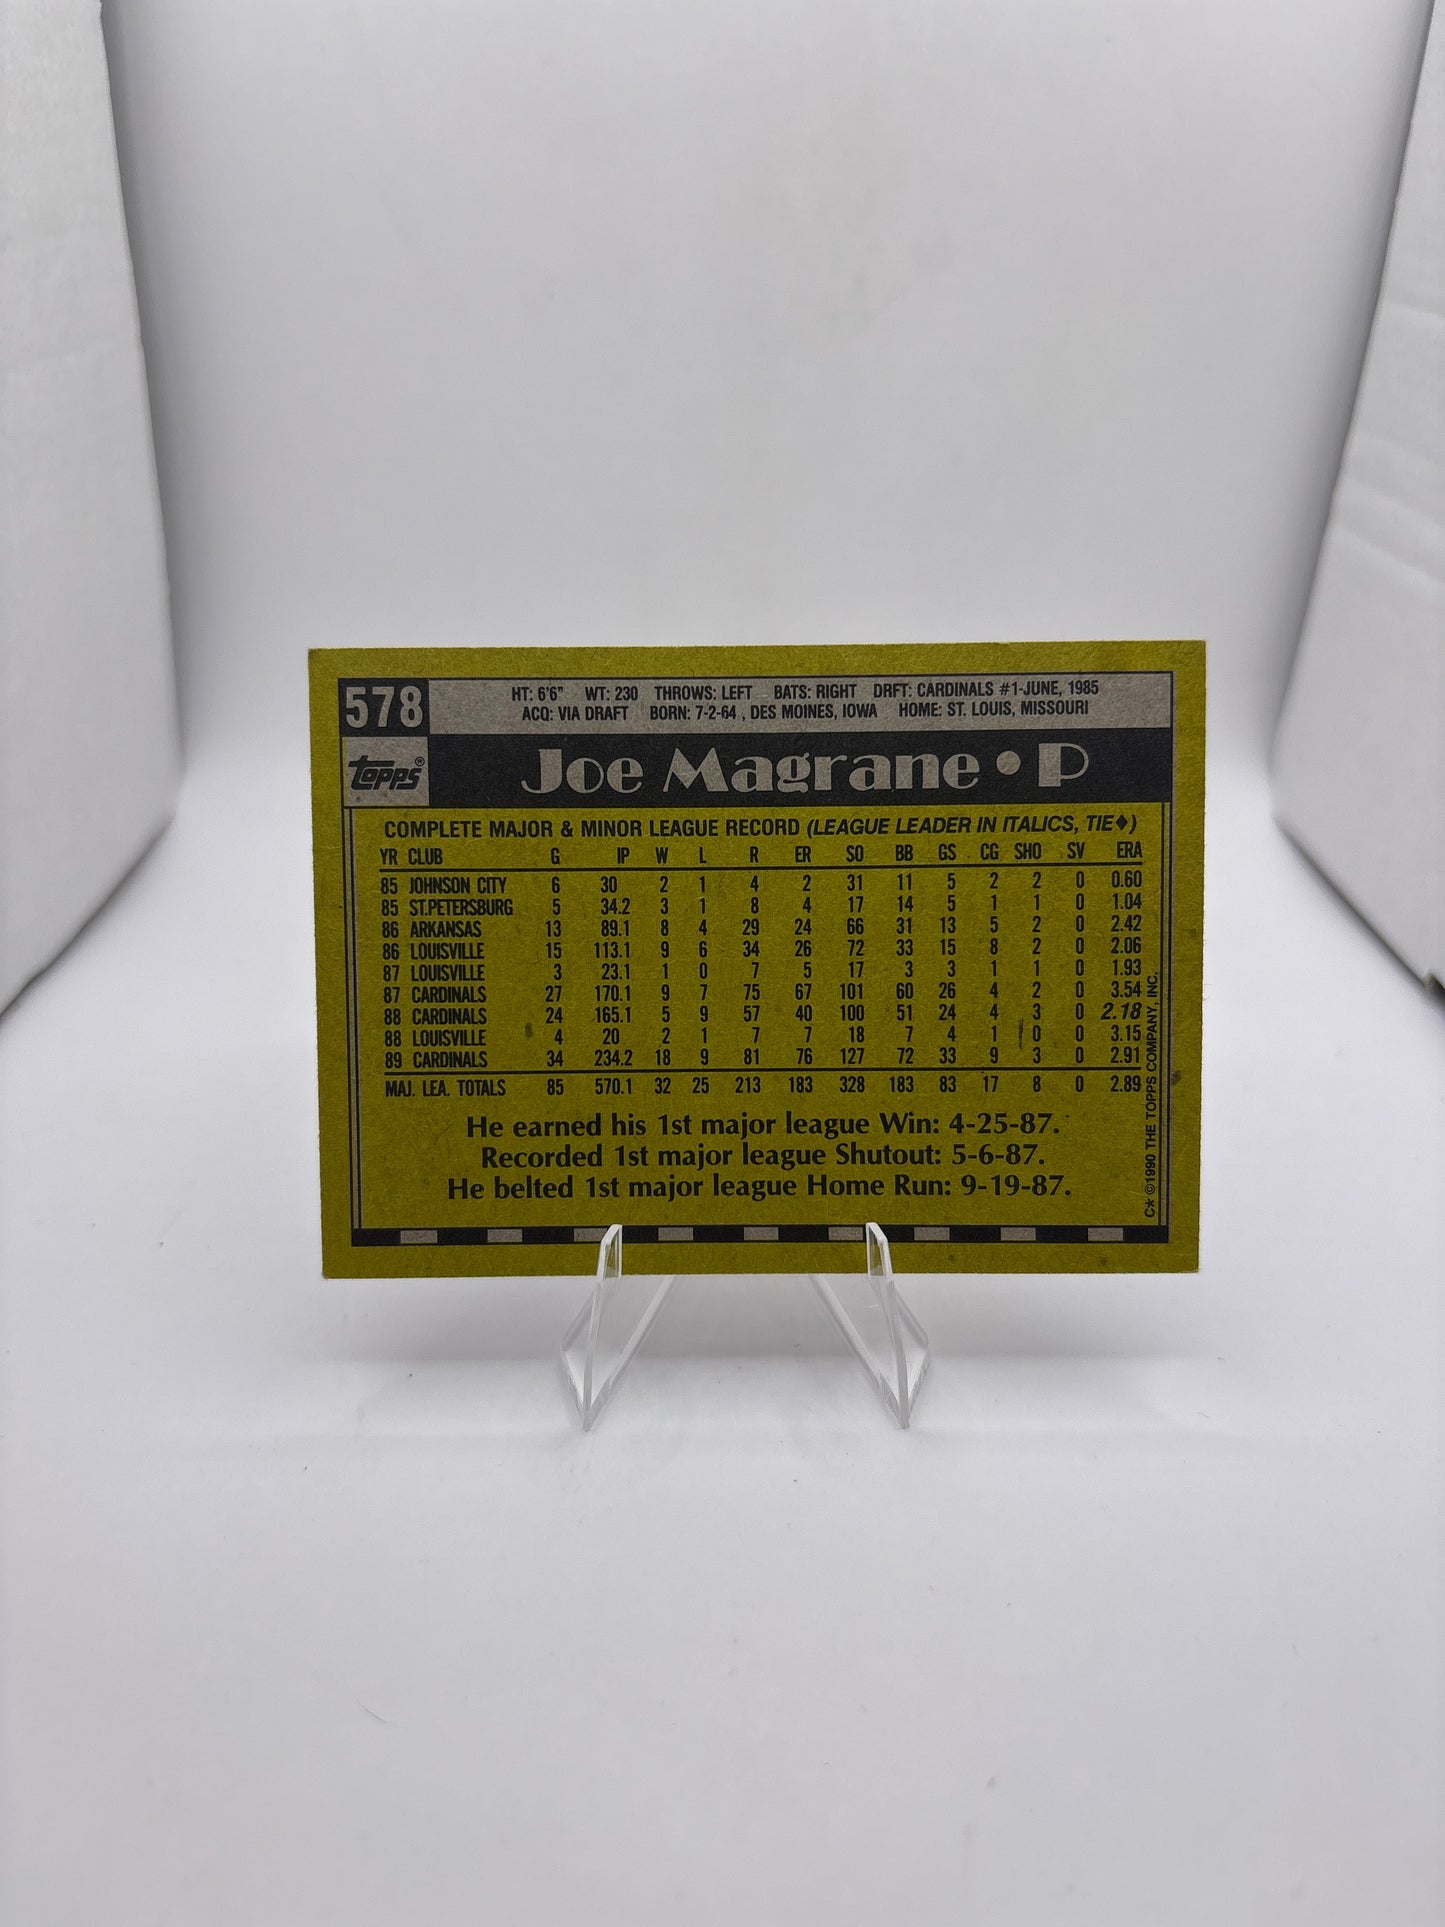 578
HT: 6'6" WT: 230 THROWS: LEFT BATS: RIGHT DRFT: CARDINALS #1-JUNE, 1985
ACQ: VIA DRAFT BORN: 7-2-64 , DES MOINES, IOWA HOME: ST. LOUIS, MISSOURI
topps®
Joe Magrane • P
COMPLETE MAJOR & MINOR LEAGUE RECORD (LEAGUE LEADER IN ITALICS, TIE♦)
YR CLUB G IP W L R ER SO BB GS CG SHO SV ERA
85 JOHNSON CITY 6 30 2 1 4 2 31 11 5 2 2 0 0.60
85 ST.PETERSBURG 5 34.2 3 1 8 4 17 14 5 1 1 0 1.04
86 ARKANSAS 13 89.1 8 4 29 24 66 31 13 5 2 0 2.42
86 LOUISVILLE 15 113.1 9 6 34 26 72 33 15 8 2 0 2.06
87 LOUISVILLE 3 23.1 1 0 7 5 17 3 3 1 1 0 1.93
87 CARDINALS 27 170.1 9 7 75 67 101 60 26 4 2 0 3.54
88 CARDINALS 24 165.1 5 9 57 40 100 51 24 4 3 0 2.18
88 LOUISVILLE 4 20 2 1 7 7 18 7 4 1 0 0 3.15
89 CARDINALS 34 234.2 18 9 81 76 127 72 33 9 3 0 2.91
MAJ. LEA. TOTALS 85 570.1 32 25 213 183 328 183 83 17 8 0 2.89
He earned his 1st major league Win: 4-25-87.
Recorded 1st major league Shutout: 5-6-87.
He belted 1st major league Home Run: 9-19-87.
C* ©1990 THE TOPPS COMPANY, INC.